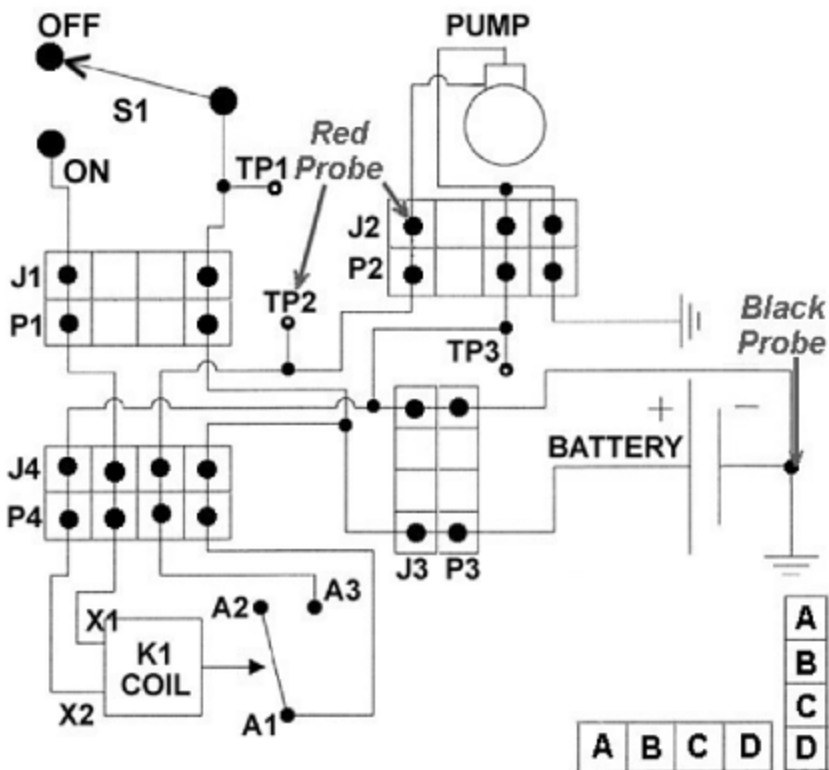 OFF
PUMP
S1
Red
Probe
ON
TP1
J2
J1
P2
TP2
Black
Probe
P1
TP3
+
−
BATTERY
J4
P4
J3
P3
A3
A2
X1
K1
COIL
X2
A1
A
B
C
D
A B C D